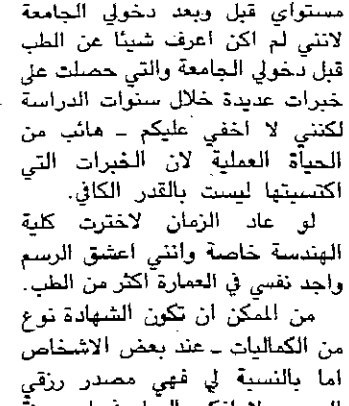 مستواي قبل وبعد دخولي الجامعة
لانني لم اكن اعرف شيئا عن الطب
قبل دخولي الجامعة والتي حصلت على
خبرات عديدة خلال سنوات الدراسة
لكنني لا اخفي عليكم - هائب من
الحياة العملية لان الخبرات التي
اكتسبتها ليست بالقدر الكافي.
لو عاد الزمان لاخترت كلية
الهندسة خاصة وانني اعشق الرسم
واجد نفسي في العمارة اكثر من الطب.
من الممكن ان تكون الشهادة نوع
من الكماليات - عند بعض الاشخاص
اما بالنسبة لي فهي مصدر رزقي